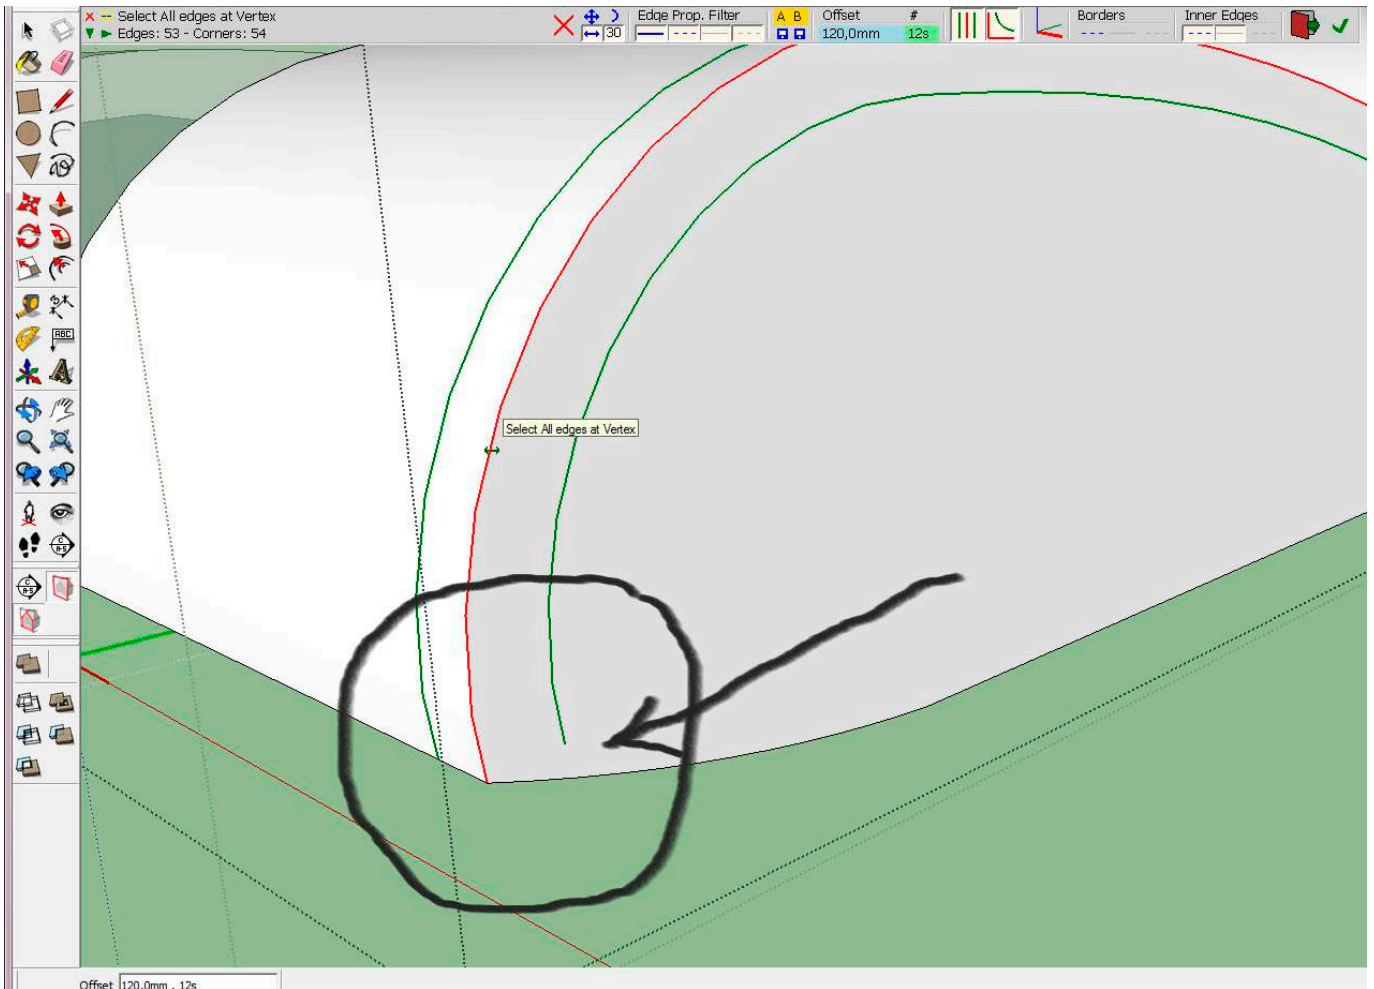 Select All edges at Vertex
Edges: 53 - Corners: 54
30
Edge Prop. Filter
A B
Offset
120,0mm
#
12s
Borders
Inner Edges
ABC
A
C
A-S
C
A-S
Select All edges at Vertex
Offset 120,0mm , 12s